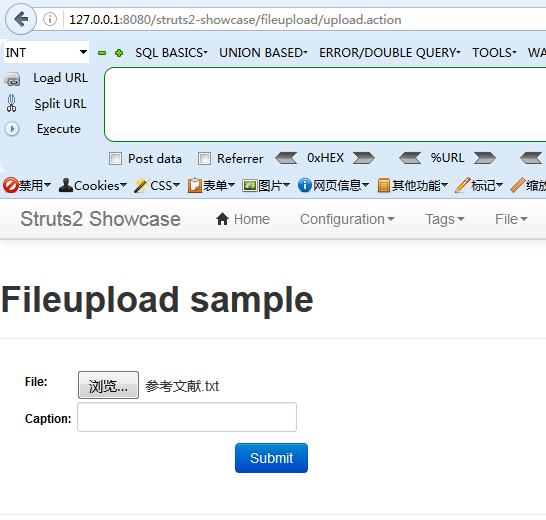 127.0.0.1:8080/struts2-showcase/fileupload/upload.action
INT SQL BASICS UNION BASED ERROR/DOUBLE QUERY TOOLS WA
Load URL
Split URL
Execute
Post data Referrer 0xHEX %URL
禁用 Cookies CSS 表单 图片 网页信息 其他功能 标记 缩放
Struts2 Showcase Home Configuration Tags File
Fileupload sample
File: 浏览... 参考文献.txt
Caption:
Submit